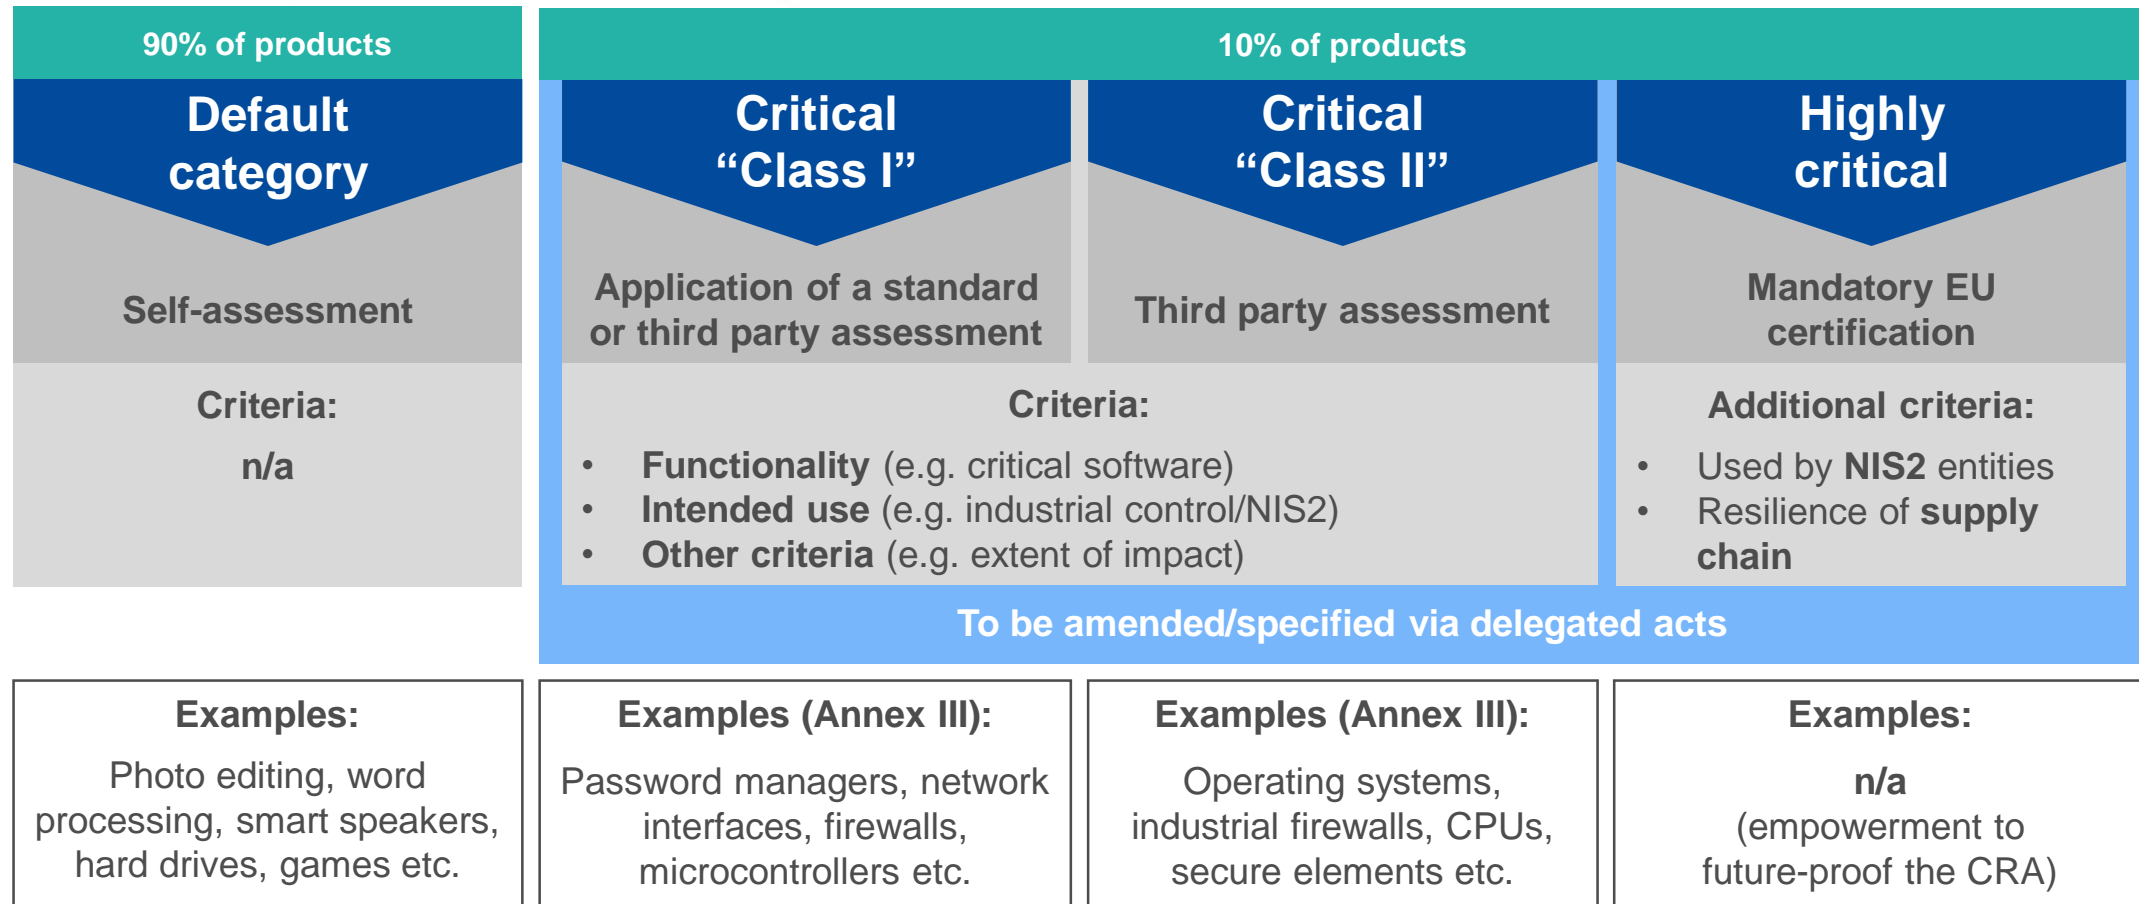 90% of products
10% of products
Default
category
Critical
“Class I”
Critical
“Class II”
Highly
critical
Self-assessment
Application of a standard
or third party assessment
Third party assessment
Mandatory EU
certification
Criteria:
n/a
Criteria:
• Functionality (e.g. critical software)
• Intended use (e.g. industrial control/NIS2)
• Other criteria (e.g. extent of impact)
Additional criteria:
• Used by NIS2 entities
• Resilience of supply
chain
To be amended/specified via delegated acts
Examples:
Photo editing, word
processing, smart speakers,
hard drives, games etc.
Examples (Annex III):
Password managers, network
interfaces, firewalls,
microcontrollers etc.
Examples (Annex III):
Operating systems,
industrial firewalls, CPUs,
secure elements etc.
Examples:
n/a
(empowerment to
future-proof the CRA)